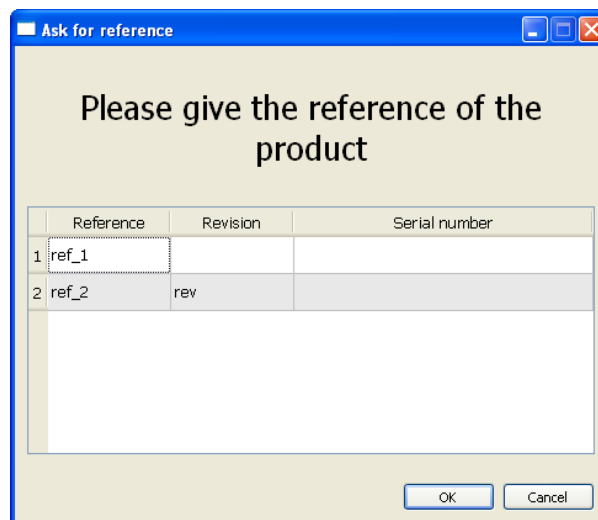 Ask for reference
Please give the reference of the
product
Reference Revision Serial number
1 ref_1
2 ref_2 rev
OK Cancel